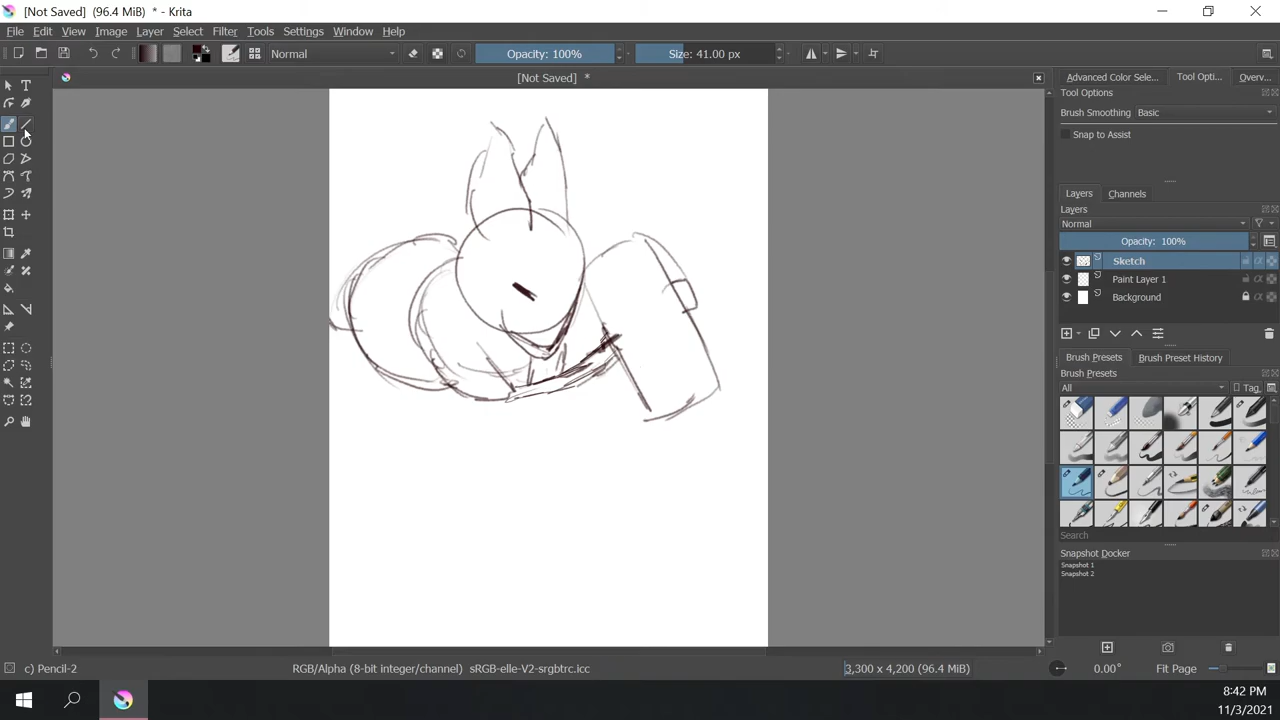 [Not Saved] (96.4 MiB) * - Krita
File Edit View Image Layer Select Filter Tools Settings Window Help
Normal Opacity: 100% Size: 41.00 px
[Not Saved] *
Advanced Color Sele... Tool Opti... Overv...
Tool Options
Brush Smoothing Basic
Snap to Assist
Layers Channels
Layers
Normal
Opacity: 100%
Sketch
Paint Layer 1
Background
Brush Presets Brush Preset History
Brush Presets
All Tag
Search
Snapshot Docker
Snapshot 1
Snapshot 2
c) Pencil-2 RGB/Alpha (8-bit integer/channel) sRGB-elle-V2-srgbtrc.icc 3,300 x 4,200 (96.4 MiB) 0.00° Fit Page
8:42 PM
11/3/2021